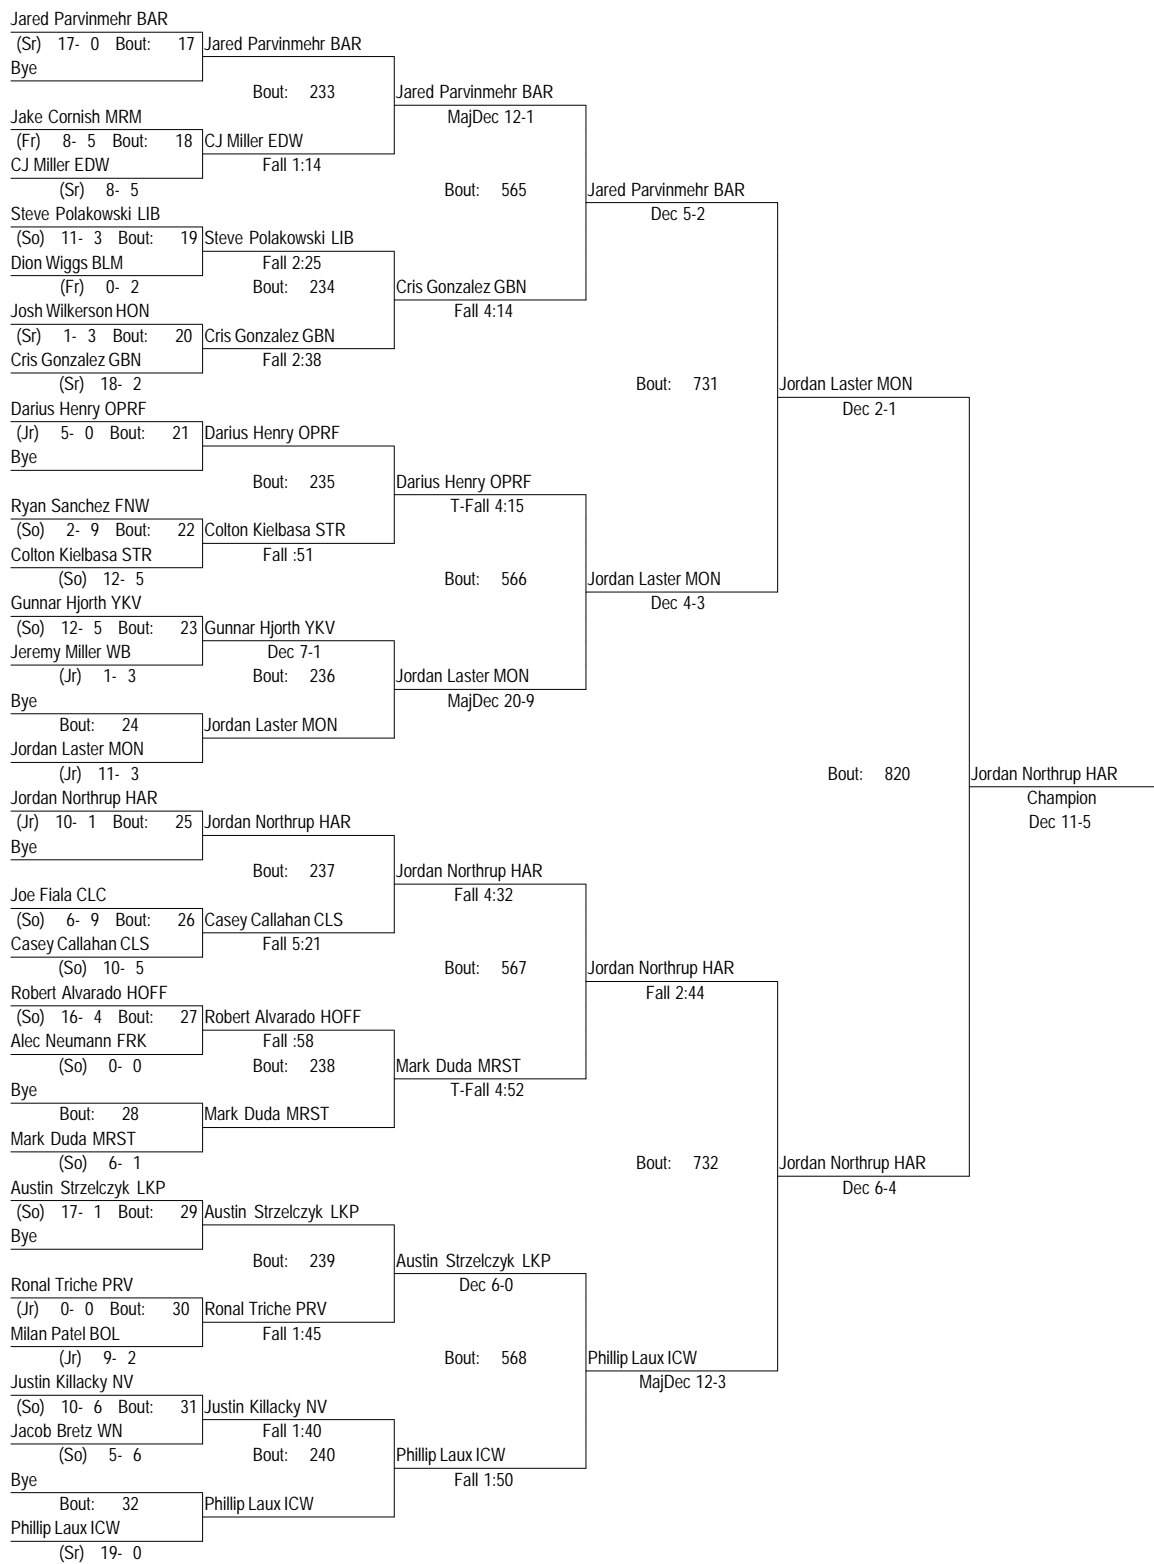 Jared Parvinmehr BAR
(Sr) 17- 0 Bout: 17 Jared Parvinmehr BAR
Bye
Bout: 233 Jared Parvinmehr BAR
Jake Cornish MRM MajDec 12-1
(Fr) 8- 5 Bout: 18 CJ Miller EDW
CJ Miller EDW Fall 1:14
(Sr) 8- 5 Bout: 565 Jared Parvinmehr BAR
Steve Polakowski LIB Dec 5-2
(So) 11- 3 Bout: 19 Steve Polakowski LIB
Dion Wiggs BLM Fall 2:25
(Fr) 0- 2 Bout: 234 Cris Gonzalez GBN
Josh Wilkerson HON Fall 4:14
(Sr) 1- 3 Bout: 20 Cris Gonzalez GBN
Cris Gonzalez GBN Fall 2:38
(Sr) 18- 2 Bout: 731 Jordan Laster MON
Darius Henry OPRF Dec 2-1
(Jr) 5- 0 Bout: 21 Darius Henry OPRF
Bye
Bout: 235 Darius Henry OPRF
Ryan Sanchez FNW T-Fall 4:15
(So) 2- 9 Bout: 22 Colton Kielbasa STR
Colton Kielbasa STR Fall :51
(So) 12- 5 Bout: 566 Jordan Laster MON
Gunnar Hjorth YKV Dec 4-3
(So) 12- 5 Bout: 23 Gunnar Hjorth YKV
Jeremy Miller WB Dec 7-1
(Jr) 1- 3 Bout: 236 Jordan Laster MON
Bye MajDec 20-9
Bout: 24 Jordan Laster MON
Jordan Laster MON
(Jr) 11- 3 Bout: 820 Jordan Northrup HAR
Jordan Northrup HAR Champion
(Jr) 10- 1 Bout: 25 Jordan Northrup HAR Dec 11-5
Bye
Bout: 237 Jordan Northrup HAR
Joe Fiala CLC Fall 4:32
(So) 6- 9 Bout: 26 Casey Callahan CLS
Casey Callahan CLS Fall 5:21
(So) 10- 5 Bout: 567 Jordan Northrup HAR
Robert Alvarado HOFF Fall 2:44
(So) 16- 4 Bout: 27 Robert Alvarado HOFF
Alec Neumann FRK Fall :58
(So) 0- 0 Bout: 238 Mark Duda MRST
Bye T-Fall 4:52
Bout: 28 Mark Duda MRST
Mark Duda MRST
(So) 6- 1 Bout: 732 Jordan Northrup HAR
Austin Strzelczyk LKP Dec 6-4
(So) 17- 1 Bout: 29 Austin Strzelczyk LKP
Bye
Bout: 239 Austin Strzelczyk LKP
Ronal Triche PRV Dec 6-0
(Jr) 0- 0 Bout: 30 Ronal Triche PRV
Milan Patel BOL Fall 1:45
(Jr) 9- 2 Bout: 568 Phillip Laux ICW
Justin Killacky NV MajDec 12-3
(So) 10- 6 Bout: 31 Justin Killacky NV
Jacob Bretz WN Fall 1:40
(So) 5- 6 Bout: 240 Phillip Laux ICW
Bye Fall 1:50
Bout: 32 Phillip Laux ICW
Phillip Laux ICW
(Sr) 19- 0